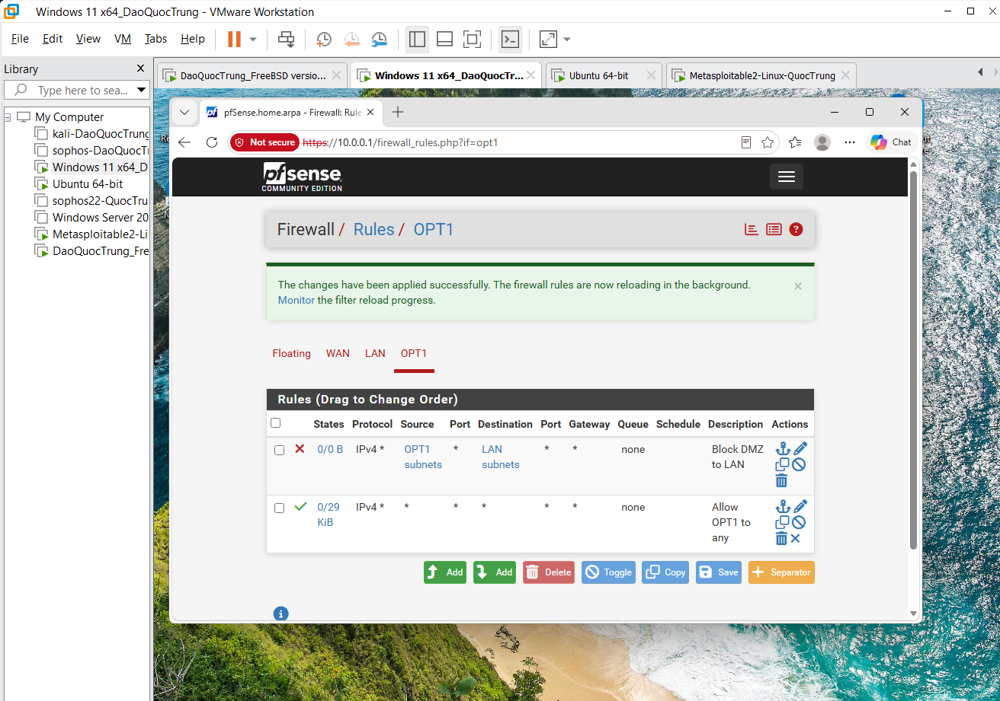 Windows 11 x64_DaoQuocTrung - VMware Workstation
File Edit View VM Tabs Help
Library
Type here to sea...
My Computer
kali-DaoQuocTrung
sophos-DaoQuocTr
Windows 11 x64_D
Ubuntu 64-bit
sophos22-QuocTru
Windows Server 20
Metasploitable2-Li
DaoQuocTrung_Fre
DaoQuocTrung_FreeBSD versio...
Windows 11 x64_DaoQuocTr...
Ubuntu 64-bit
Metasploitable2-Linux-QuocTrung
pfSense.home.arpa - Firewall: Rule
Not secure https://10.0.0.1/firewall_rules.php?if=opt1
Chat
pfsense
COMMUNITY EDITION
Firewall / Rules / OPT1
The changes have been applied successfully. The firewall rules are now reloading in the background.
Monitor the filter reload progress.
Floating WAN LAN OPT1
Rules (Drag to Change Order)
States Protocol Source Port Destination Port Gateway Queue Schedule Description Actions
0/0 B IPv4 * OPT1 * LAN * * none Block DMZ
subnets subnets to LAN
0/29 IPv4 * * * * * * none Allow
KiB OPT1 to
any
Add Add Delete Toggle Copy Save Separator